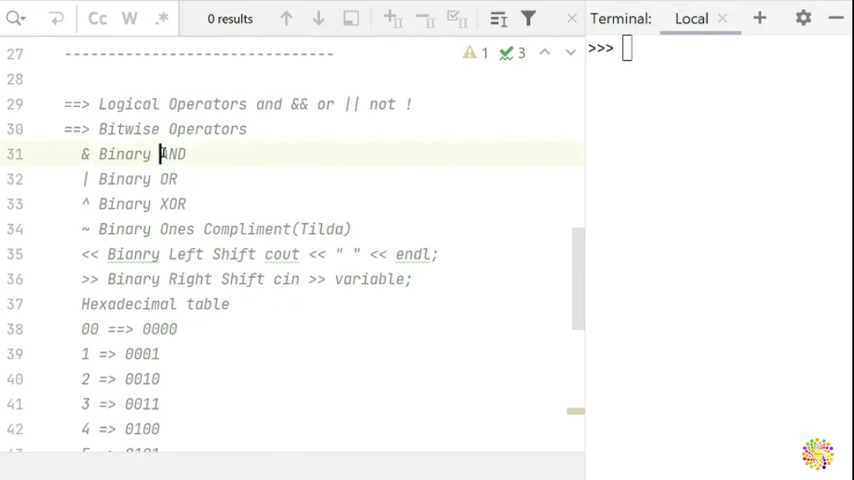 Cc W .* 0 results
Terminal: Local
27 ------------------------------- 1 3
>>>
28
29 ==> Logical Operators and && or || not !
30 ==> Bitwise Operators
31 & Binary AND
32 | Binary OR
33 ^ Binary XOR
34 ~ Binary Ones Compliment(Tilda)
35 << Bianry Left Shift cout << " " << endl;
36 >> Binary Right Shift cin >> variable;
37 Hexadecimal table
38 00 ==> 0000
39 1 => 0001
40 2 => 0010
41 3 => 0011
42 4 => 0100